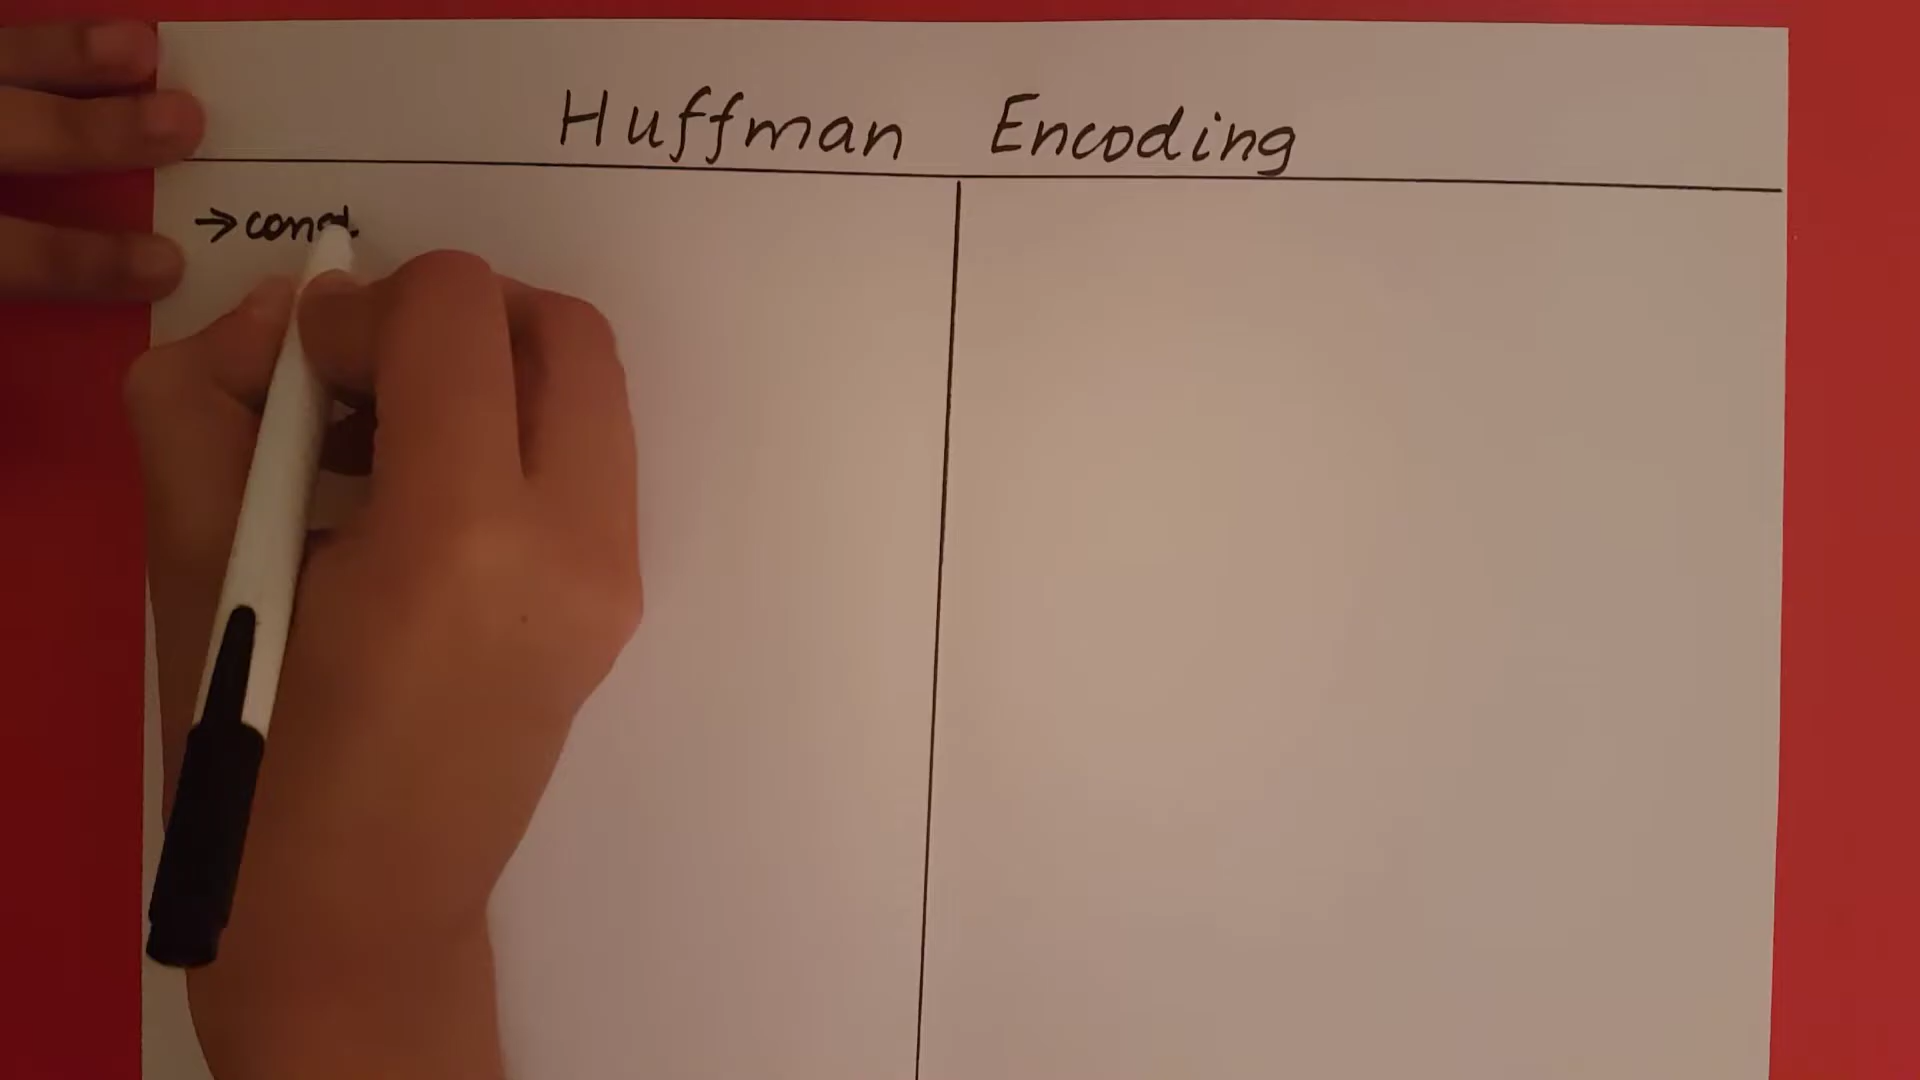 Huffman Encoding
→